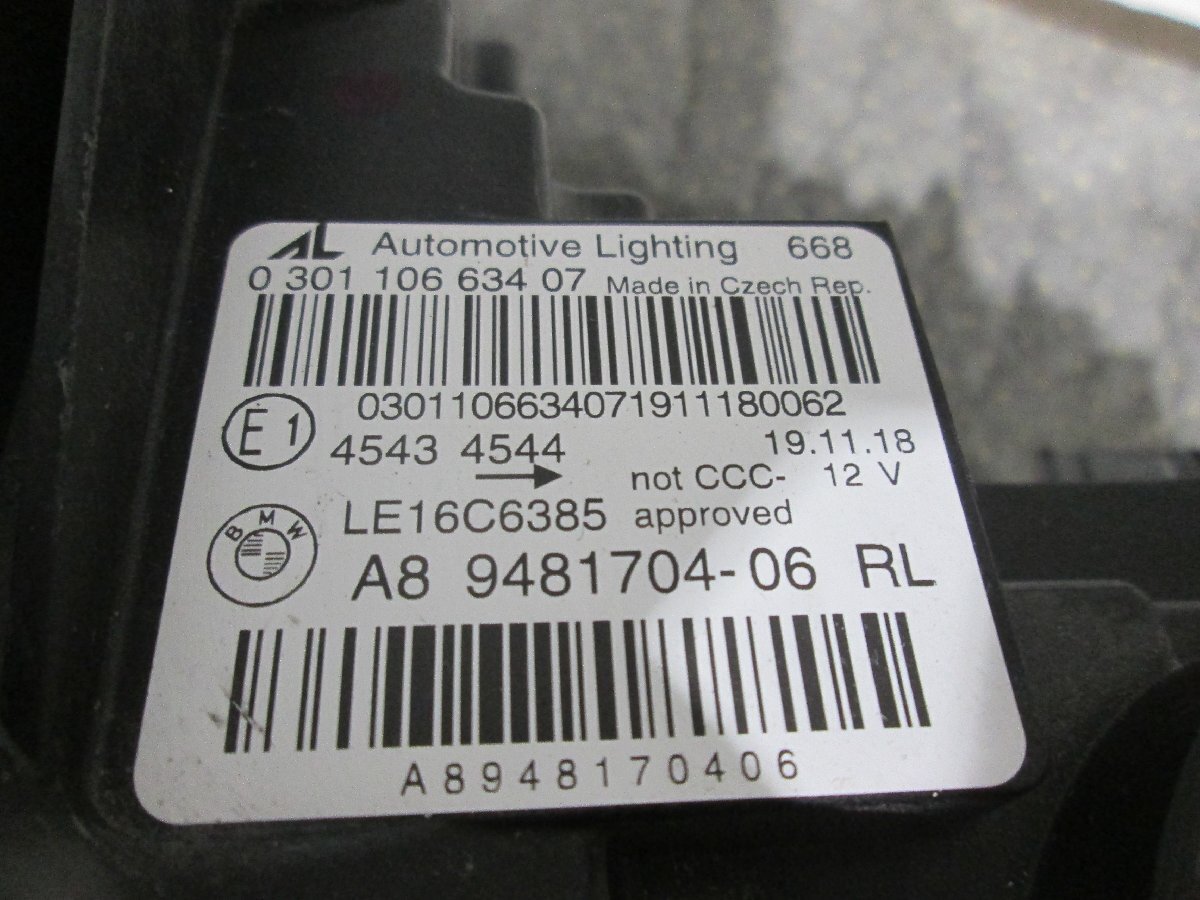 AL Automotive Lighting 668
0 301 106 634 07 Made in Czech Rep.
0301106634071911180062
E1 4543 4544 19.11.18
not CCC- 12 V
BMW LE16C6385 approved
A8 9481704-06 RL
A8948170406